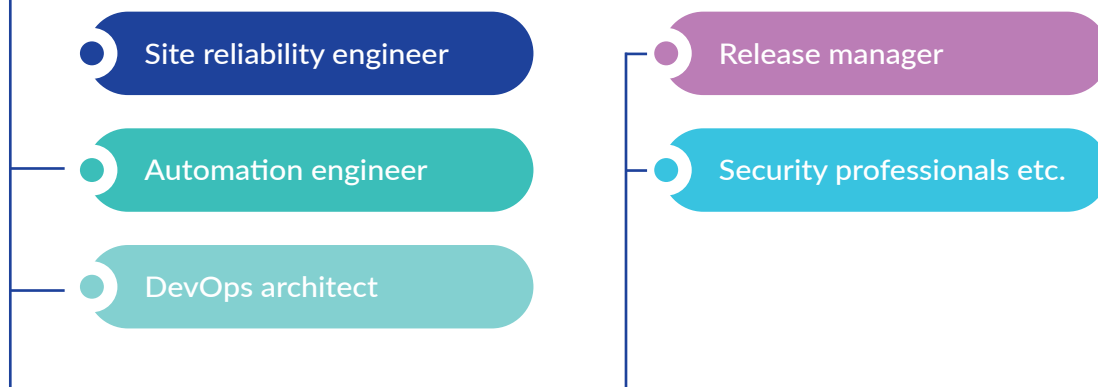 Site reliability engineer
Automation engineer
DevOps architect
Release manager
Security professionals etc.